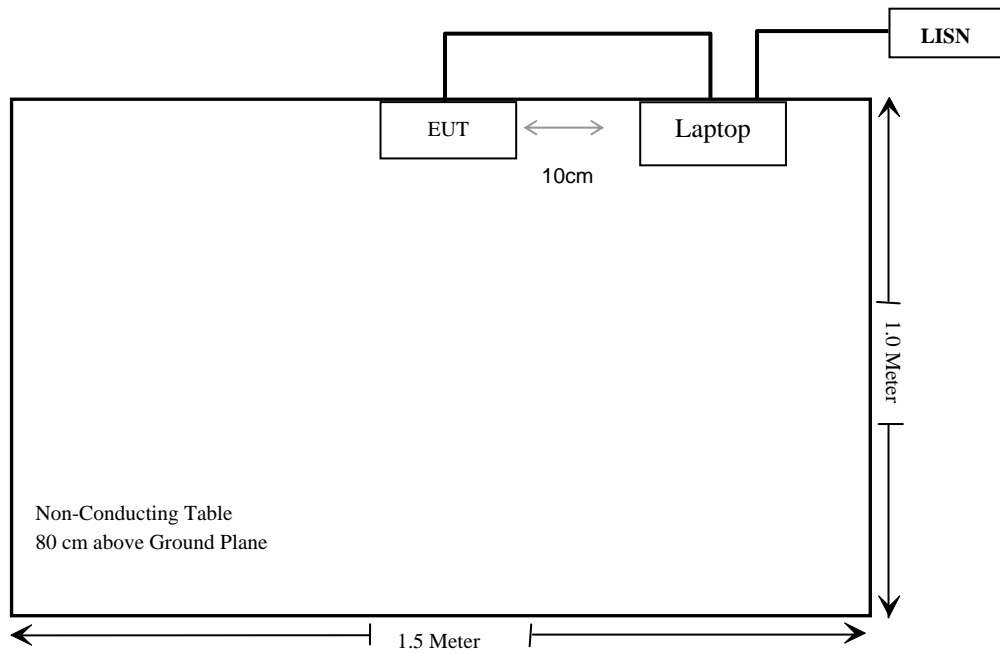 LISN
EUT
Laptop
10cm
1.0 Meter
Non-Conducting Table
80 cm above Ground Plane
1.5 Meter